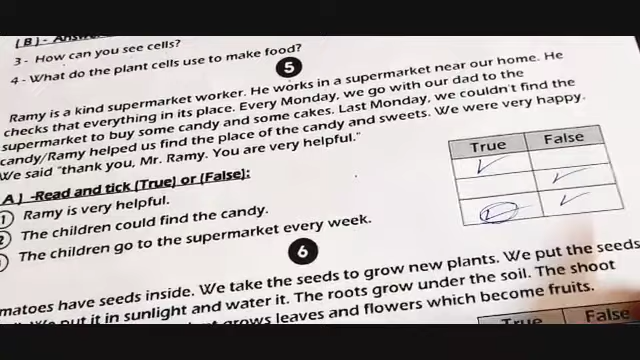 (B)- Answer
3 - How can you see cells?
4 - What do the plant cells use to make food?
5
Ramy is a kind supermarket worker. He works in a supermarket near our home. He
checks that everything in its place. Every Monday, we go with our dad to the
supermarket to buy some candy and some cakes. Last Monday, we couldn't find the
candy/Ramy helped us find the place of the candy and sweets. We were very happy.
We said "thank you, Mr. Ramy. You are very helpful."
A) -Read and tick (True) or (False):
True False
1 Ramy is very helpful. ✓
2 The children could find the candy. ✓
The children go to the supermarket every week. ✓ ✓
6
matoes have seeds inside. We take the seeds to grow new plants. We put the seeds
We put it in sunlight and water it. The roots grow under the soil. The shoot
grows leaves and flowers which become fruits.
True False